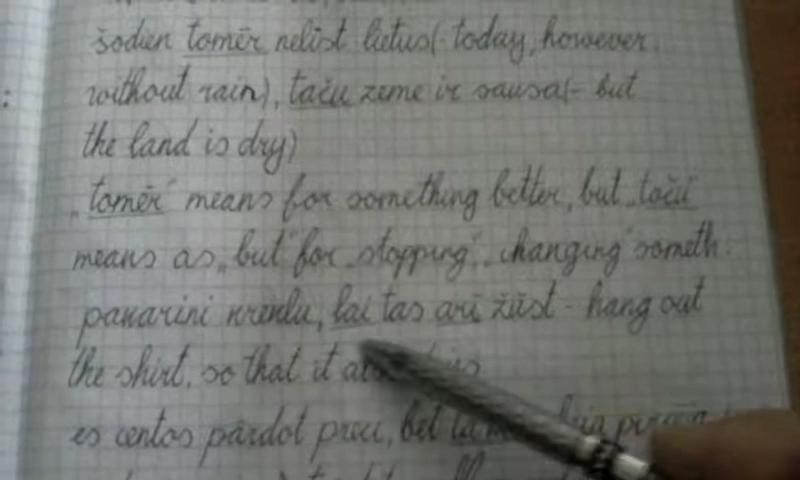 šodien tomēr nelīst lietus(- today, however.
without rain), taču zeme ir sausa(- but
the land is dry)
„tomēr" means for something better, but „taču"
means as „but" for „stopping", „changing" someth.
pakarini kreklu, lai tas arī žūst - hang out
the shirt, so that it
es centos pārdot preci, bet